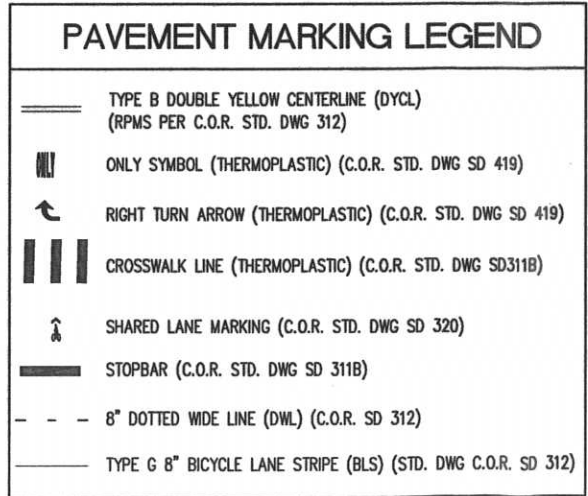 PAVEMENT MARKING LEGEND
TYPE B DOUBLE YELLOW CENTERLINE (DYCL)
(RPMS PER C.O.R. STD. DWG 312)
ONLY
ONLY SYMBOL (THERMOPLASTIC) (C.O.R. STD. DWG SD 419)
RIGHT TURN ARROW (THERMOPLASTIC) (C.O.R. STD. DWG SD 419)
CROSSWALK LINE (THERMOPLASTIC) (C.O.R. STD. DWG SD311B)
SHARED LANE MARKING (C.O.R. STD. DWG SD 320)
STOPBAR (C.O.R. STD. DWG SD 311B)
8" DOTTED WIDE LINE (DWL) (C.O.R. SD 312)
TYPE G 8" BICYCLE LANE STRIPE (BLS) (STD. DWG C.O.R. SD 312)